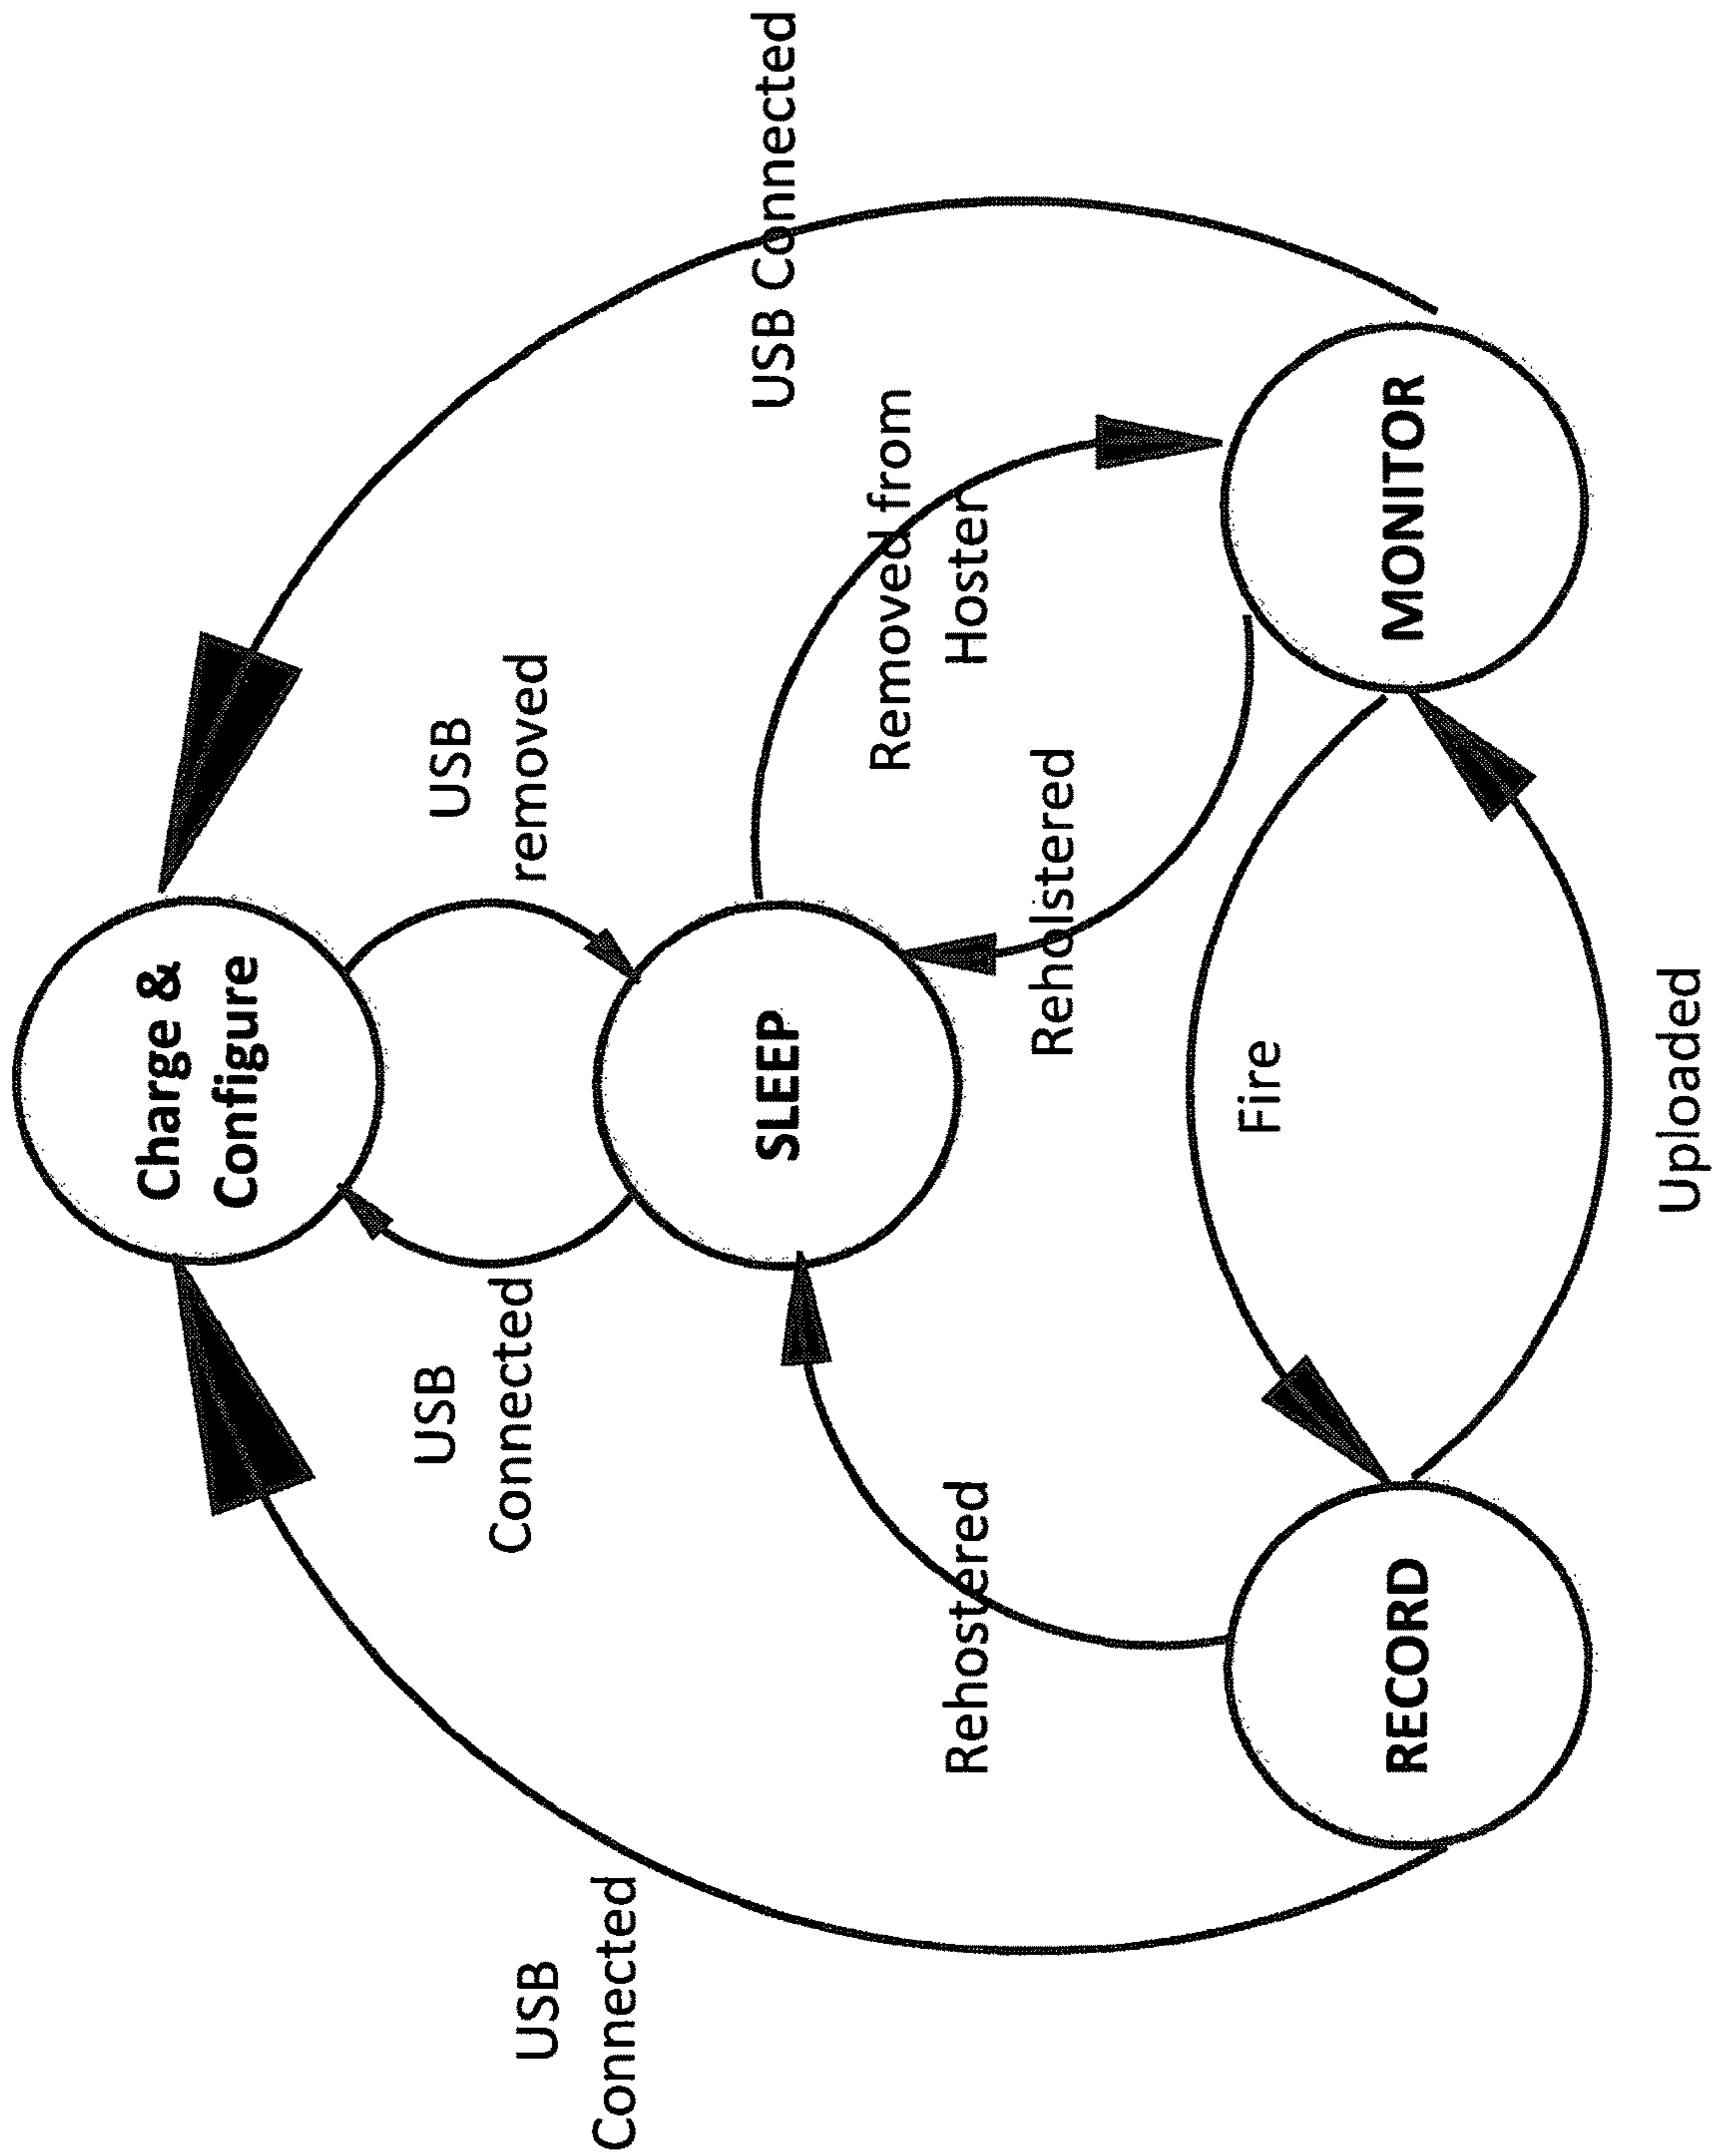 USB Connected
Charge &
Configure
USB
removed
USB
Connected
SLEEP
Removed from
Hoster
Reholstered
Rehostered
USB
Connected
Fire
MONITOR
RECORD
Uploaded